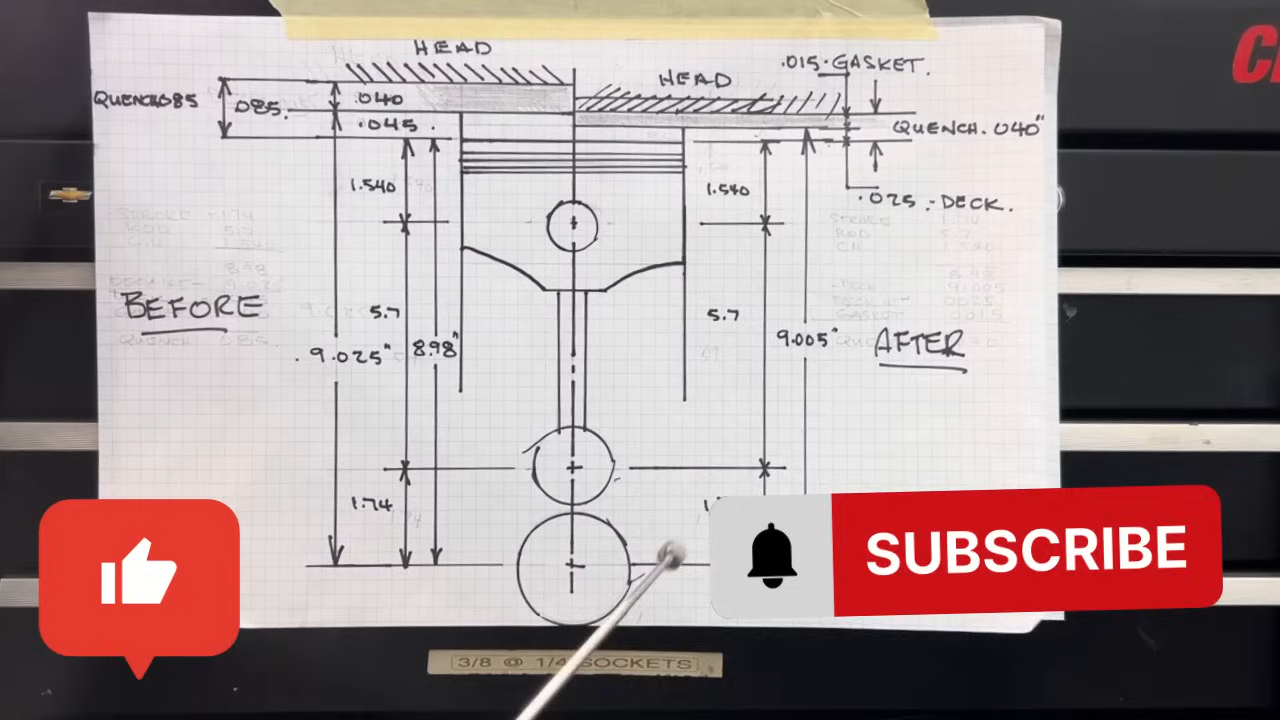 HEAD
HEAD
.015. GASKET.
QUENCH.085
.085.
.040
.045.
QUENCH. .040"
1.540
1.540
.025 .- DECK.
BEFORE
5.7
5.7
9.025"
8.98"
9.005"
AFTER
1.74
SUBSCRIBE
3/8 @ 1/4 SOCKETS